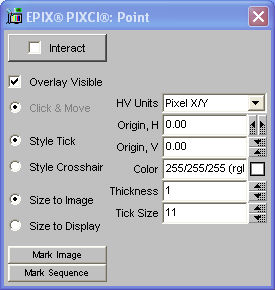 EPIX® PIXCI®: Point
Interact
Overlay Visible
Click & Move
HV Units Pixel X/Y
Origin, H 0.00
Style Tick
Origin, V 0.00
Style Crosshair
Color 255/255/255 (rgl
Size to Image
Thickness 1
Size to Display
Tick Size 11
Mark Image
Mark Sequence